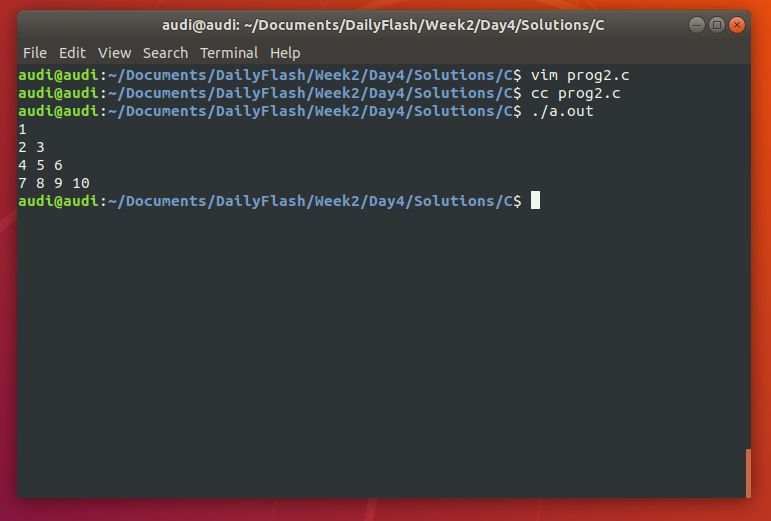 audi@audi: ~/Documents/DailyFlash/Week2/Day4/Solutions/C
File Edit View Search Terminal Help
audi@audi:~/Documents/DailyFlash/Week2/Day4/Solutions/C$ vim prog2.c
audi@audi:~/Documents/DailyFlash/Week2/Day4/Solutions/C$ cc prog2.c
audi@audi:~/Documents/DailyFlash/Week2/Day4/Solutions/C$ ./a.out
1
2 3
4 5 6
7 8 9 10
audi@audi:~/Documents/DailyFlash/Week2/Day4/Solutions/C$